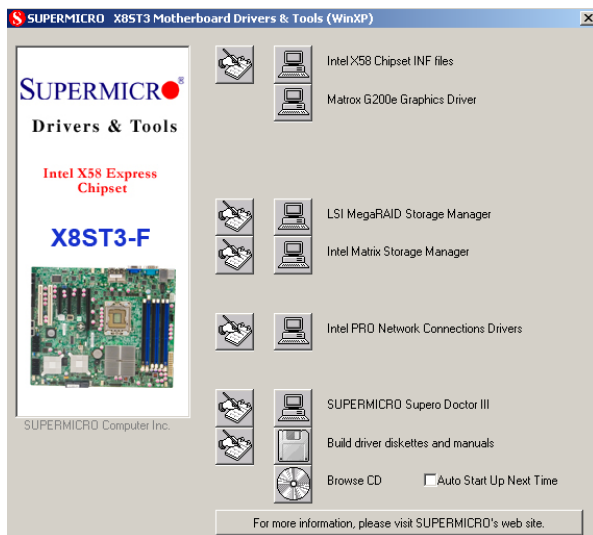 SUPERMICRO X8ST3 Motherboard Drivers & Tools (WinXP)
SUPERMICRO®
Drivers & Tools
Intel X58 Express
Chipset
X8ST3-F
SUPERMICRO Computer Inc.
Intel X58 Chipset INF files
Matrox G200e Graphics Driver
LSI MegaRAID Storage Manager
Intel Matrix Storage Manager
Intel PRO Network Connections Drivers
SUPERMICRO Supero Doctor III
Build driver diskettes and manuals
Browse CD Auto Start Up Next Time
For more information, please visit SUPERMICRO's web site.